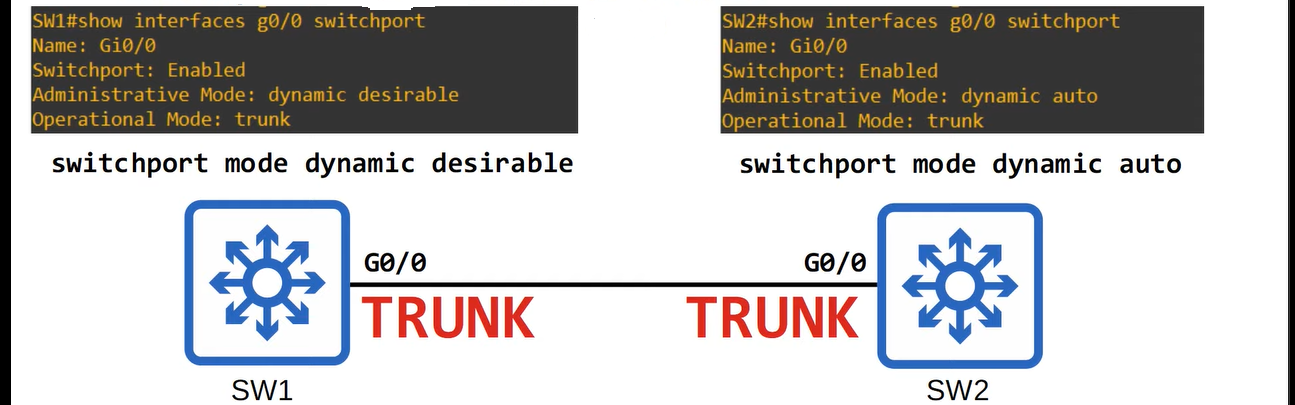 SW1#show interfaces g0/0 switchport
Name: Gi0/0
Switchport: Enabled
Administrative Mode: dynamic desirable
Operational Mode: trunk
SW2#show interfaces g0/0 switchport
Name: Gi0/0
Switchport: Enabled
Administrative Mode: dynamic auto
Operational Mode: trunk
switchport mode dynamic desirable
switchport mode dynamic auto
G0/0
G0/0
TRUNK
TRUNK
SW1
SW2